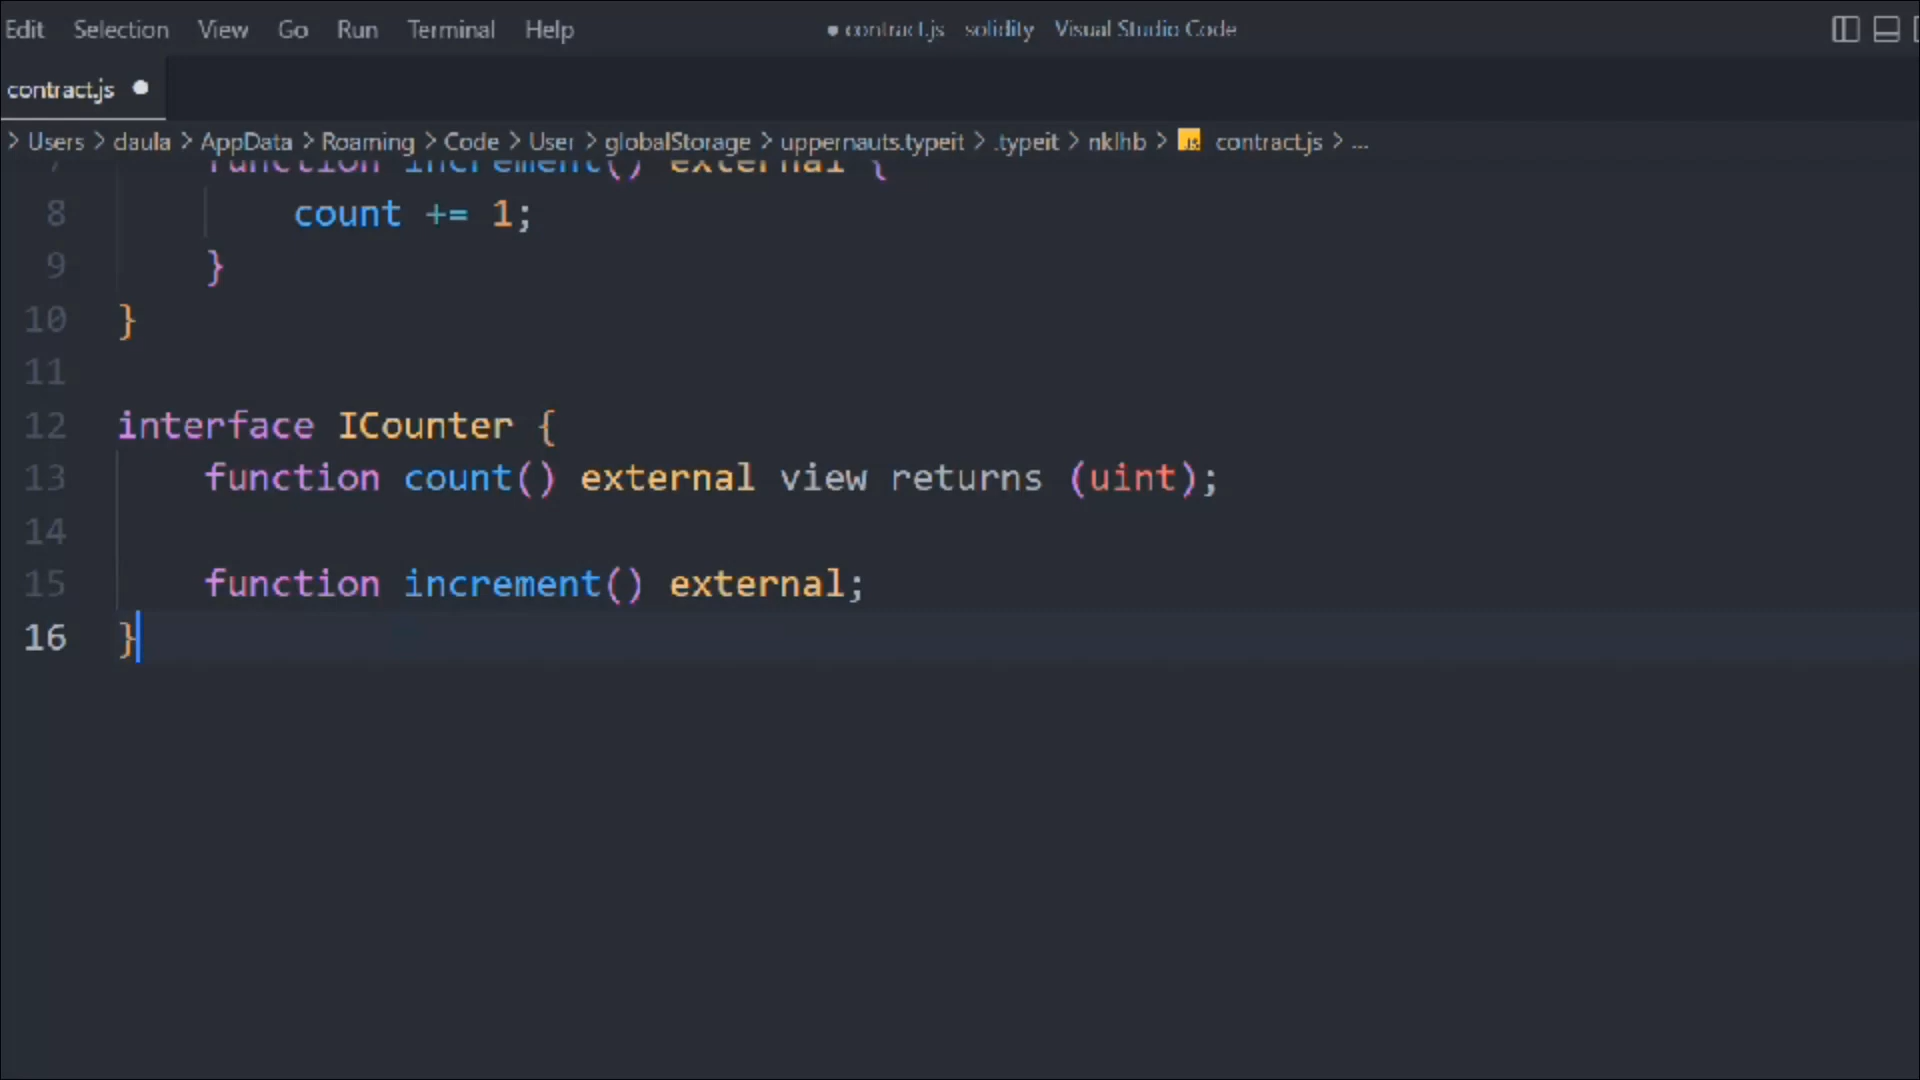 Edit Selection View Go Run Terminal Help ● contract.js solidity Visual Studio Code
contract.js ●
> Users > daula > AppData > Roaming > Code > User > globalStorage > uppernauts.typeit > .typeit > nklhb > JS contract.js > ...
7 function increment() external {
8 count += 1;
9 }
10 }
11
12 interface ICounter {
13 function count() external view returns (uint);
14
15 function increment() external;
16 }